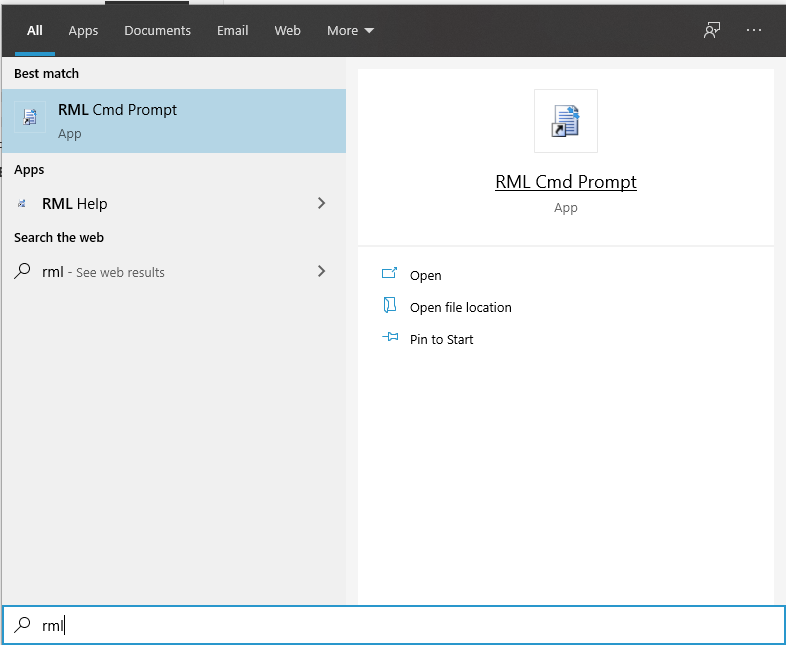 All Apps Documents Email Web More
Best match
RML Cmd Prompt
App
Apps
RML Help
Search the web
rml - See web results
RML Cmd Prompt
App
Open
Open file location
Pin to Start
rml